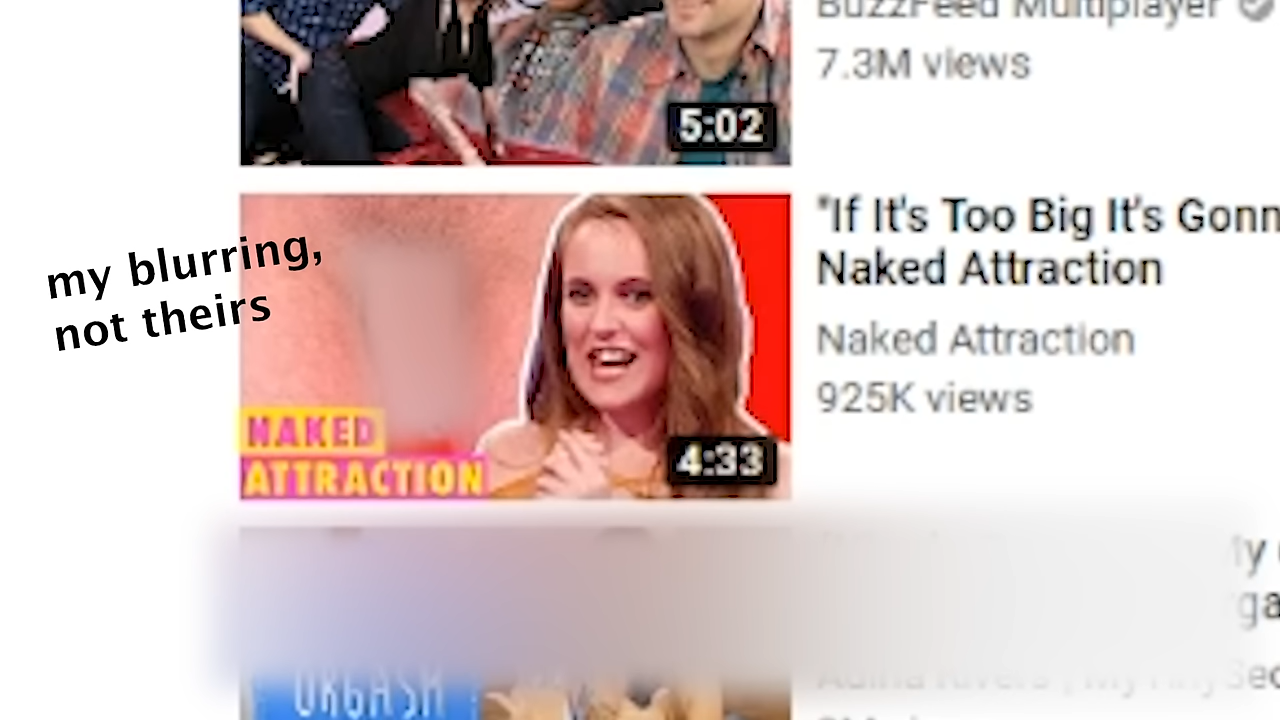 BuzzFeed Multiplayer
7.3M views
5:02
my blurring,
not theirs
"If It's Too Big It's Gonn
Naked Attraction
Naked Attraction
925K views
NAKED
ATTRACTION
4:33